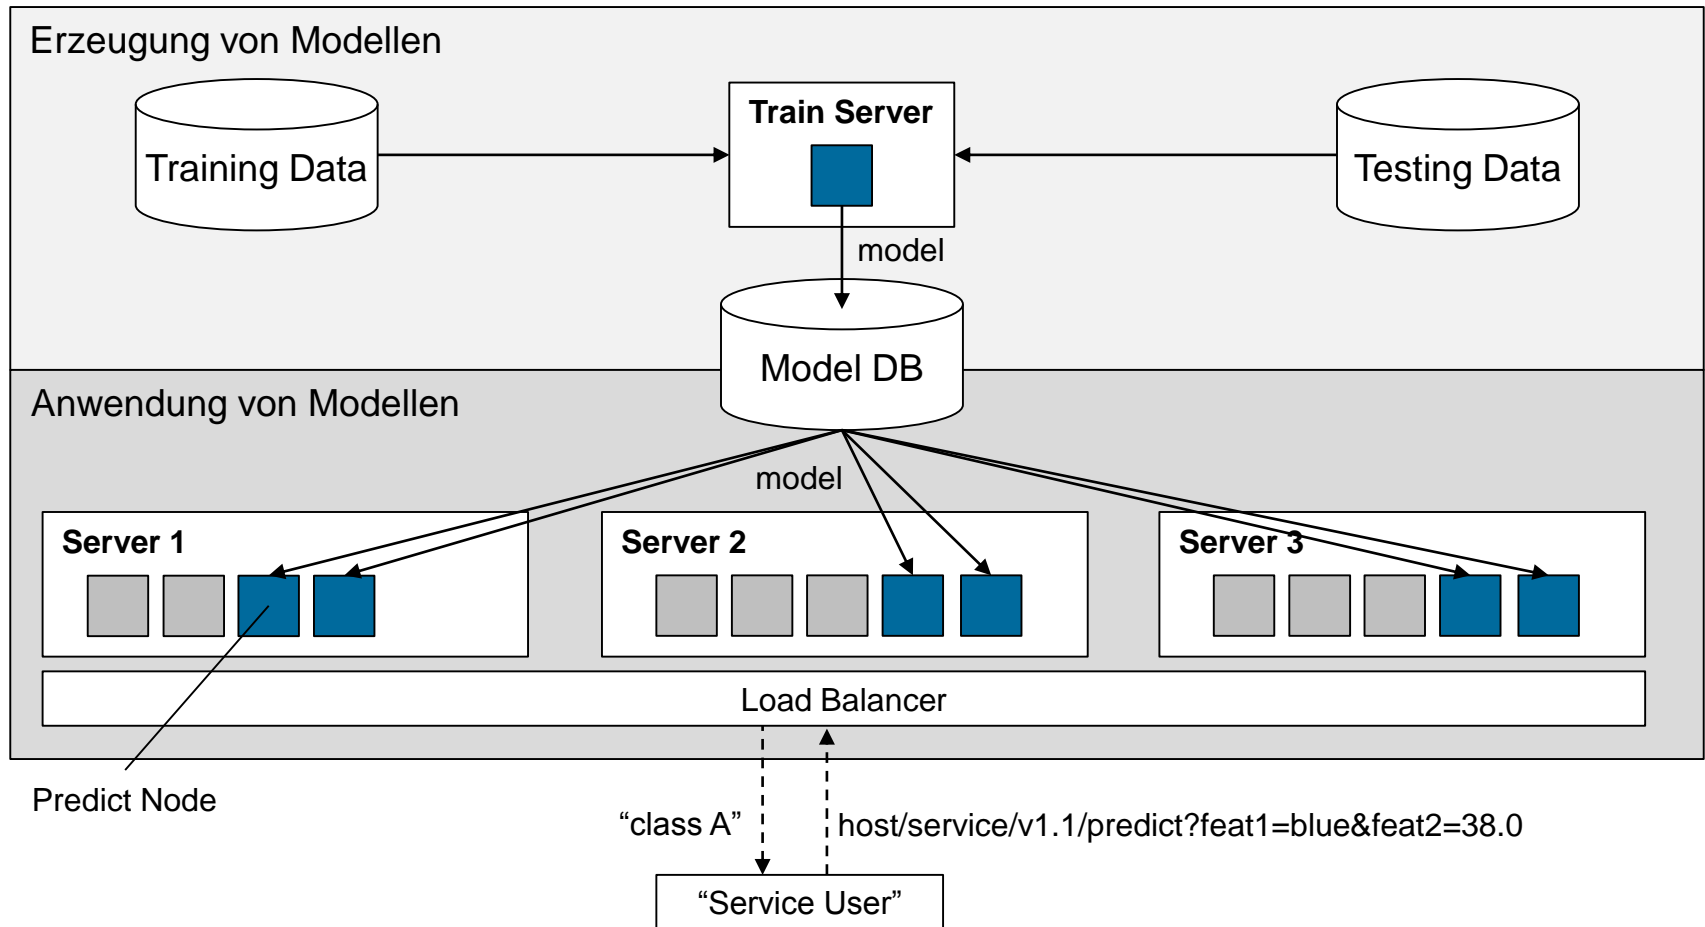 Erzeugung von Modellen
Training Data
Train Server
Testing Data
model
Model DB
Anwendung von Modellen
model
Server 1
Server 2
Server 3
Load Balancer
Predict Node
“class A”
host/service/v1.1/predict?feat1=blue&feat2=38.0
“Service User”